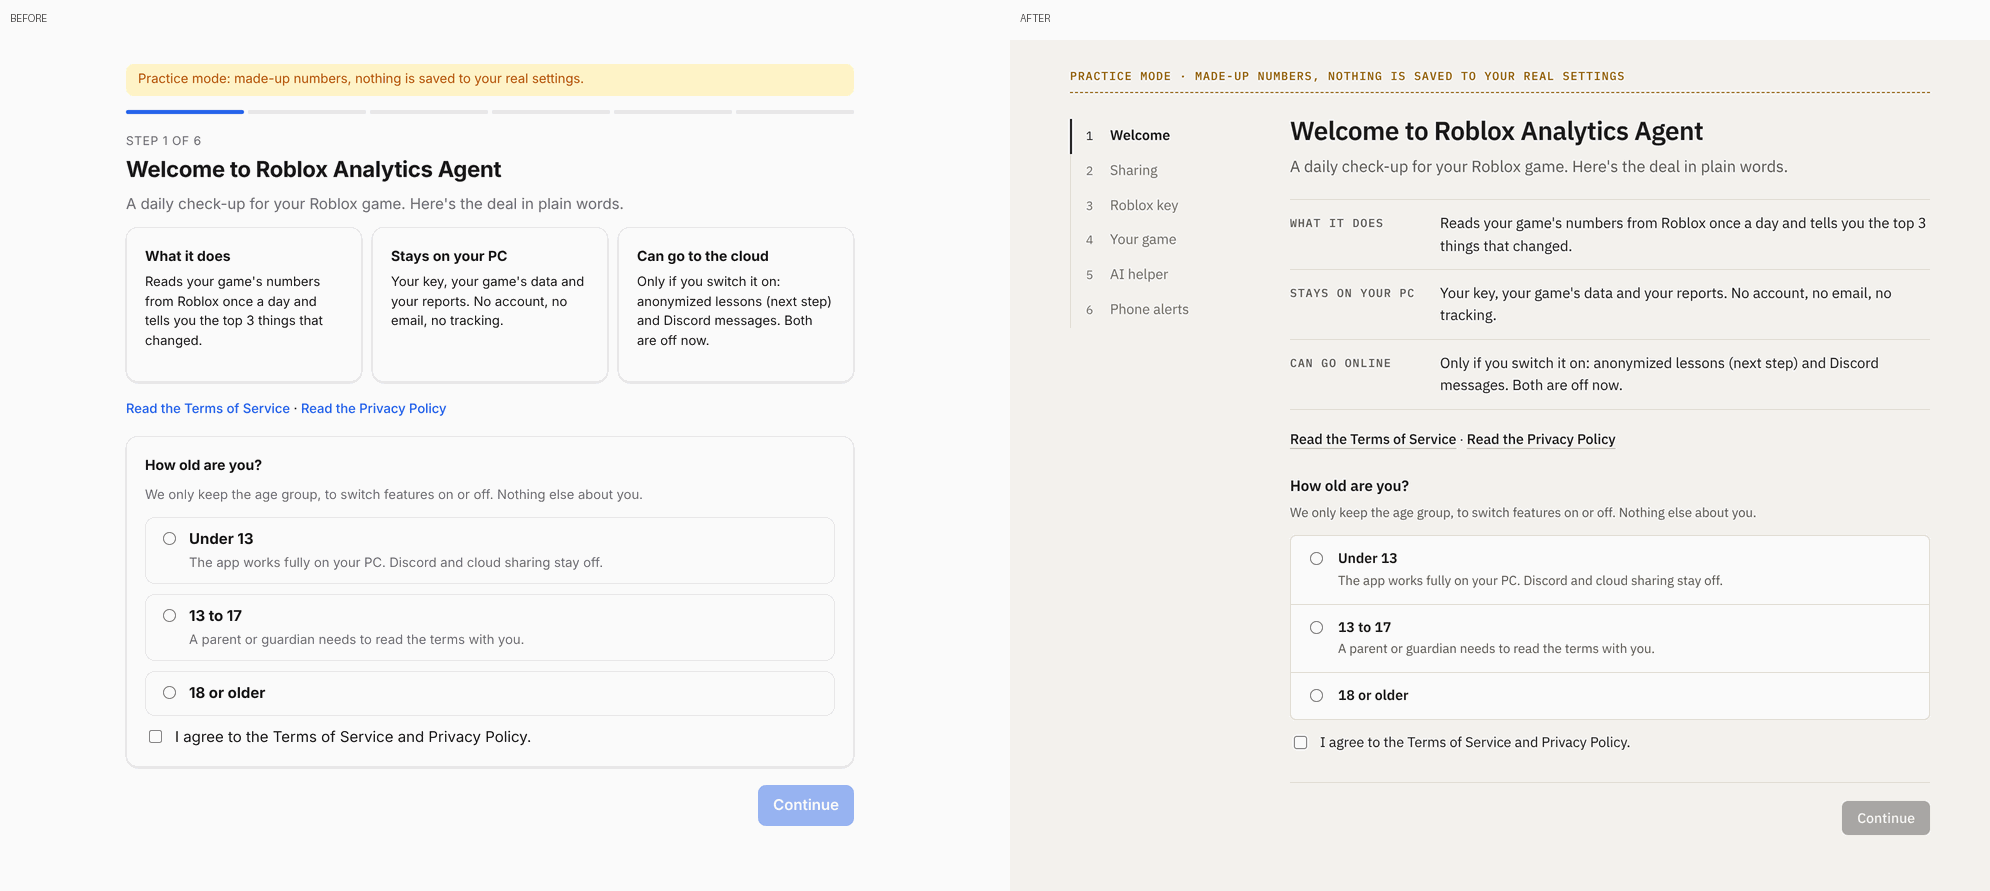 BEFORE
Practice mode: made-up numbers, nothing is saved to your real settings.
STEP 1 OF 6
Welcome to Roblox Analytics Agent
A daily check-up for your Roblox game. Here's the deal in plain words.
What it does
Reads your game's numbers
from Roblox once a day and
tells you the top 3 things that
changed.
Stays on your PC
Your key, your game's data and
your reports. No account, no
email, no tracking.
Can go to the cloud
Only if you switch it on:
anonymized lessons (next step)
and Discord messages. Both
are off now.
Read the Terms of Service · Read the Privacy Policy
How old are you?
We only keep the age group, to switch features on or off. Nothing else about you.
Under 13
The app works fully on your PC. Discord and cloud sharing stay off.
13 to 17
A parent or guardian needs to read the terms with you.
18 or older
I agree to the Terms of Service and Privacy Policy.
Continue
AFTER
PRACTICE MODE · MADE-UP NUMBERS, NOTHING IS SAVED TO YOUR REAL SETTINGS
1 Welcome
2 Sharing
3 Roblox key
4 Your game
5 AI helper
6 Phone alerts
Welcome to Roblox Analytics Agent
A daily check-up for your Roblox game. Here's the deal in plain words.
WHAT IT DOES
Reads your game's numbers from Roblox once a day and tells you the top 3
things that changed.
STAYS ON YOUR PC
Your key, your game's data and your reports. No account, no email, no
tracking.
CAN GO ONLINE
Only if you switch it on: anonymized lessons (next step) and Discord
messages. Both are off now.
Read the Terms of Service · Read the Privacy Policy
How old are you?
We only keep the age group, to switch features on or off. Nothing else about you.
Under 13
The app works fully on your PC. Discord and cloud sharing stay off.
13 to 17
A parent or guardian needs to read the terms with you.
18 or older
I agree to the Terms of Service and Privacy Policy.
Continue